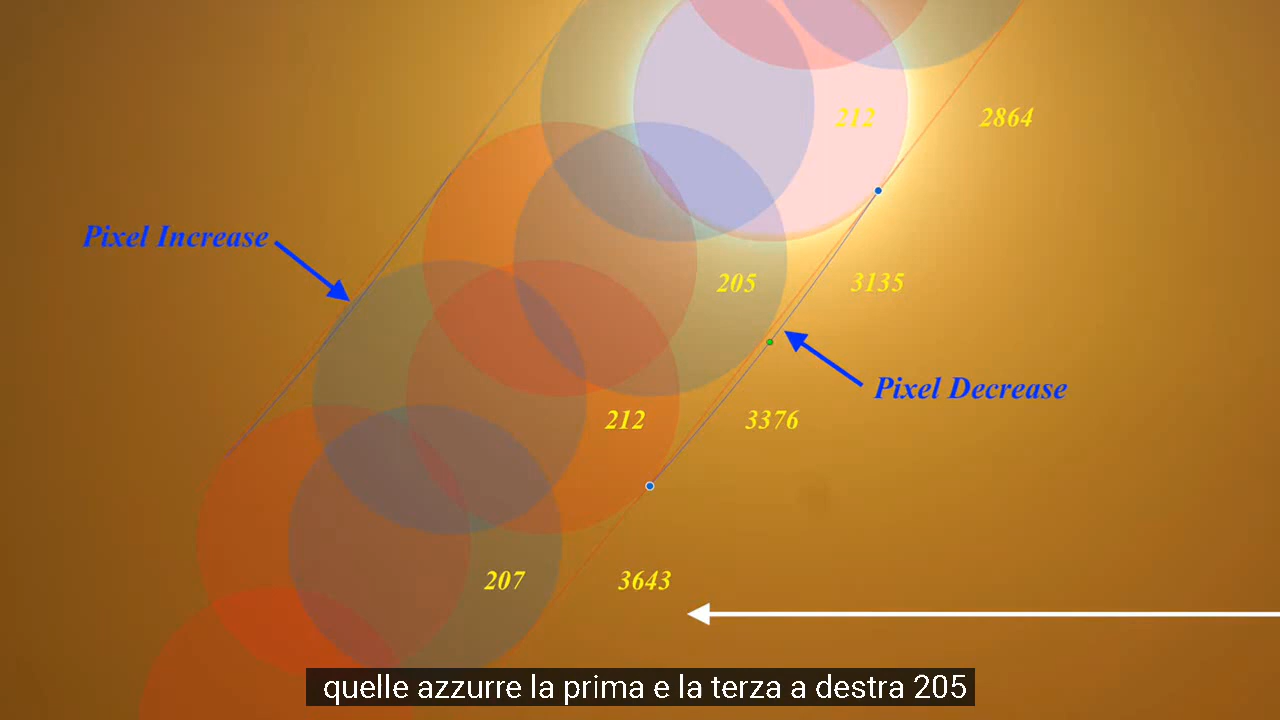 212
2864
Pixel Increase
205
3135
Pixel Decrease
212
3376
207
3643
quelle azzurre la prima e la terza a destra 205